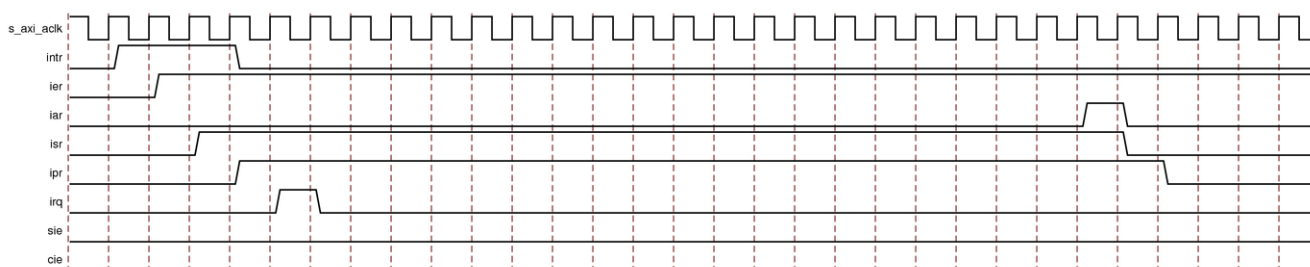 s_axi_aclk
intr
ier
iar
isr
ipr
irq
sie
cie